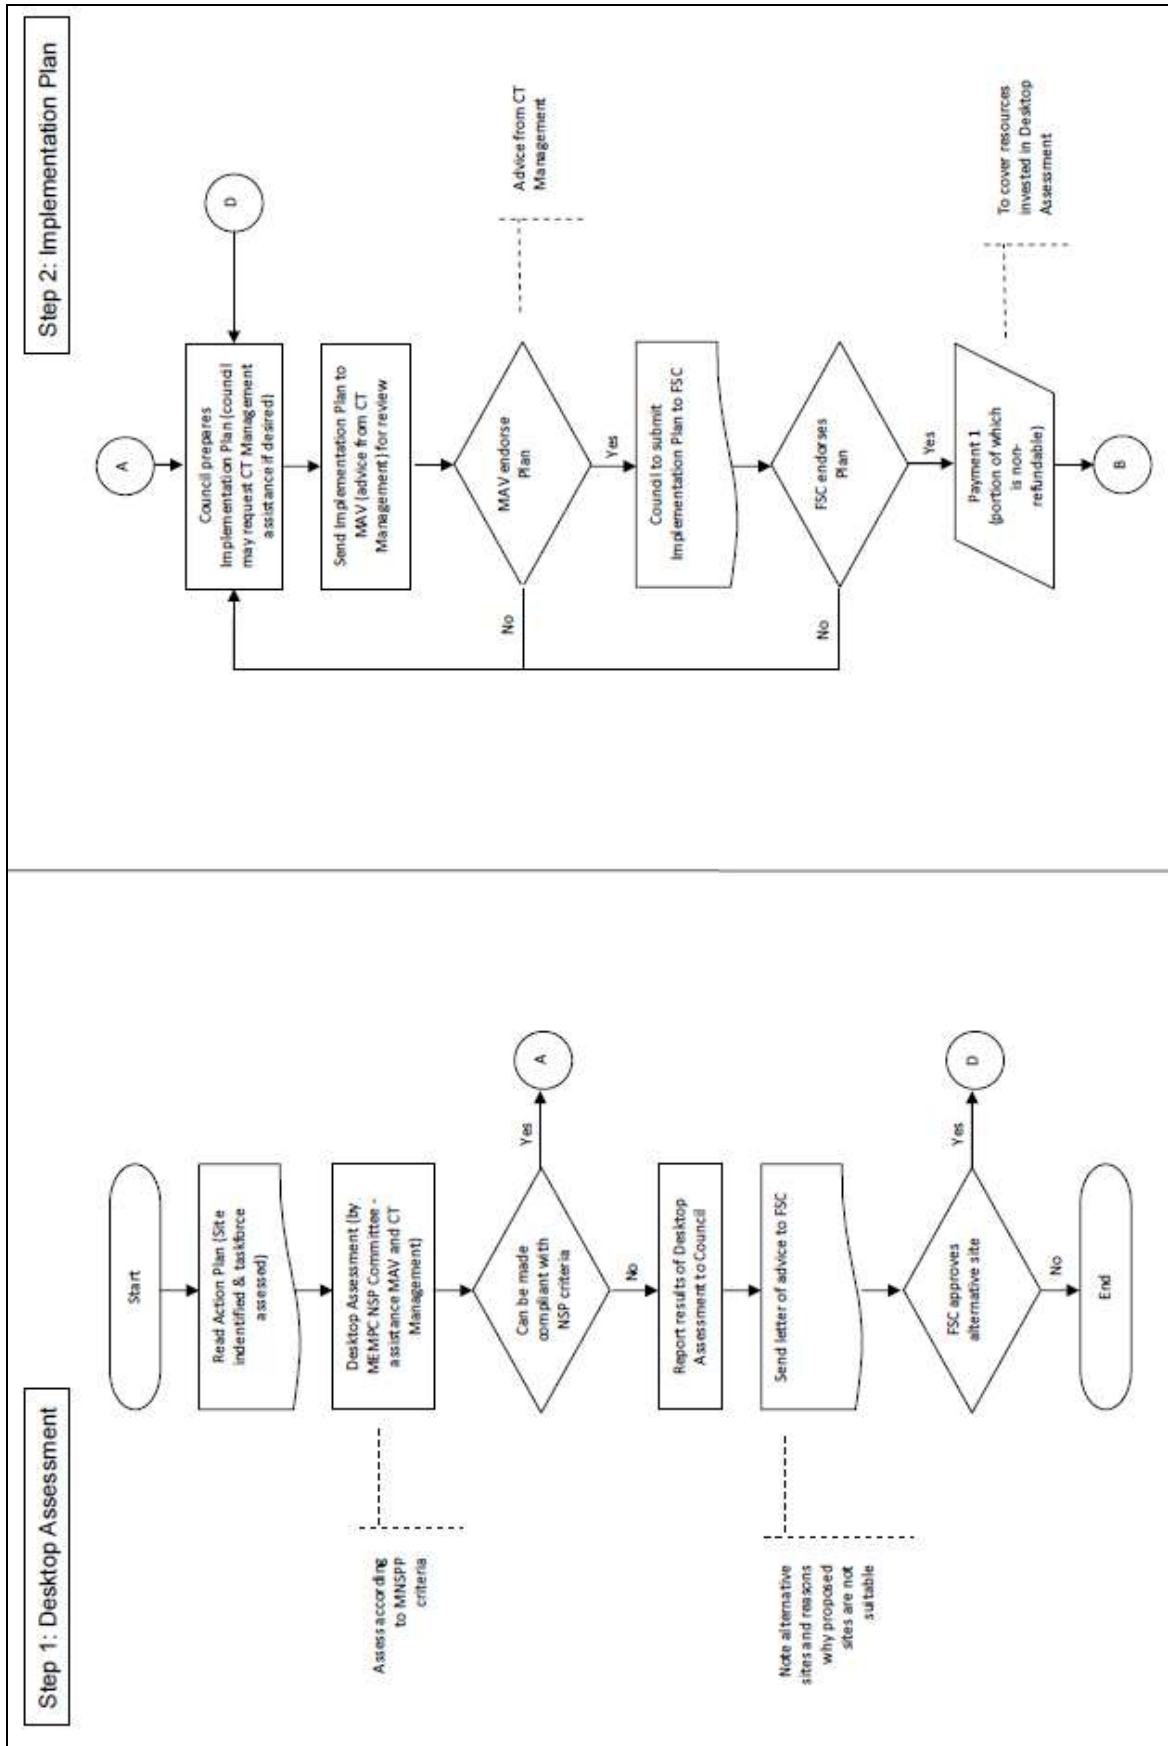 Step 1: Desktop Assessment
Start
Read Action Plan (Site
indentified & taskforce
assessed)
Desktop Assessment (by
MEMPC NSP Committee -
assistance MAV and CT
Management)
Assess according
to MNSPP
criteria
Can be made
compliant with
NSP criteria
Yes
A
No
Report results of Desktop
Assessment to Council
Send letter of advice to FSC
Note alternative
sites and reasons
why proposed
sites are not
suitable
FSC approves
alternative site
Yes
D
No
End
Step 2: Implementation Plan
A
D
Council prepares
Implementation Plan (council
may request CT Management
assistance if desired)
Send Implementation Plan to
MAV (advice from CT
Management) for review
MAV endorse
Plan
Advice from CT
Management
No
Yes
Council to submit
Implementation Plan to FSC
FSC endorses
Plan
No
Yes
Payment 1
(portion of which
is non-
refundable)
To cover resources
invested in Desktop
Assessment
B